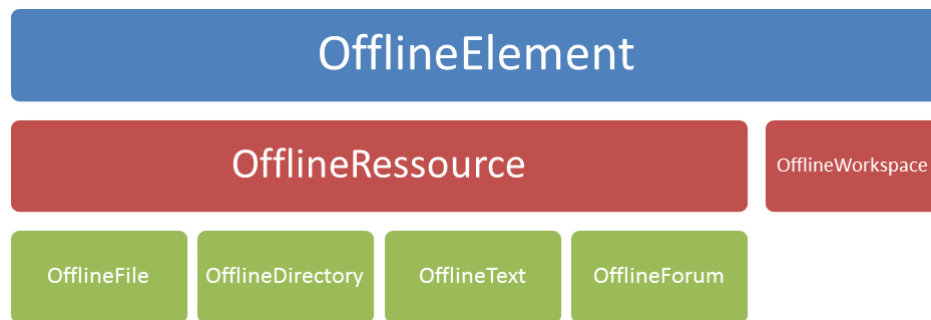 OfflineElement
OfflineRessource
OfflineWorkspace
OfflineFile
OfflineDirectory
OfflineText
OfflineForum